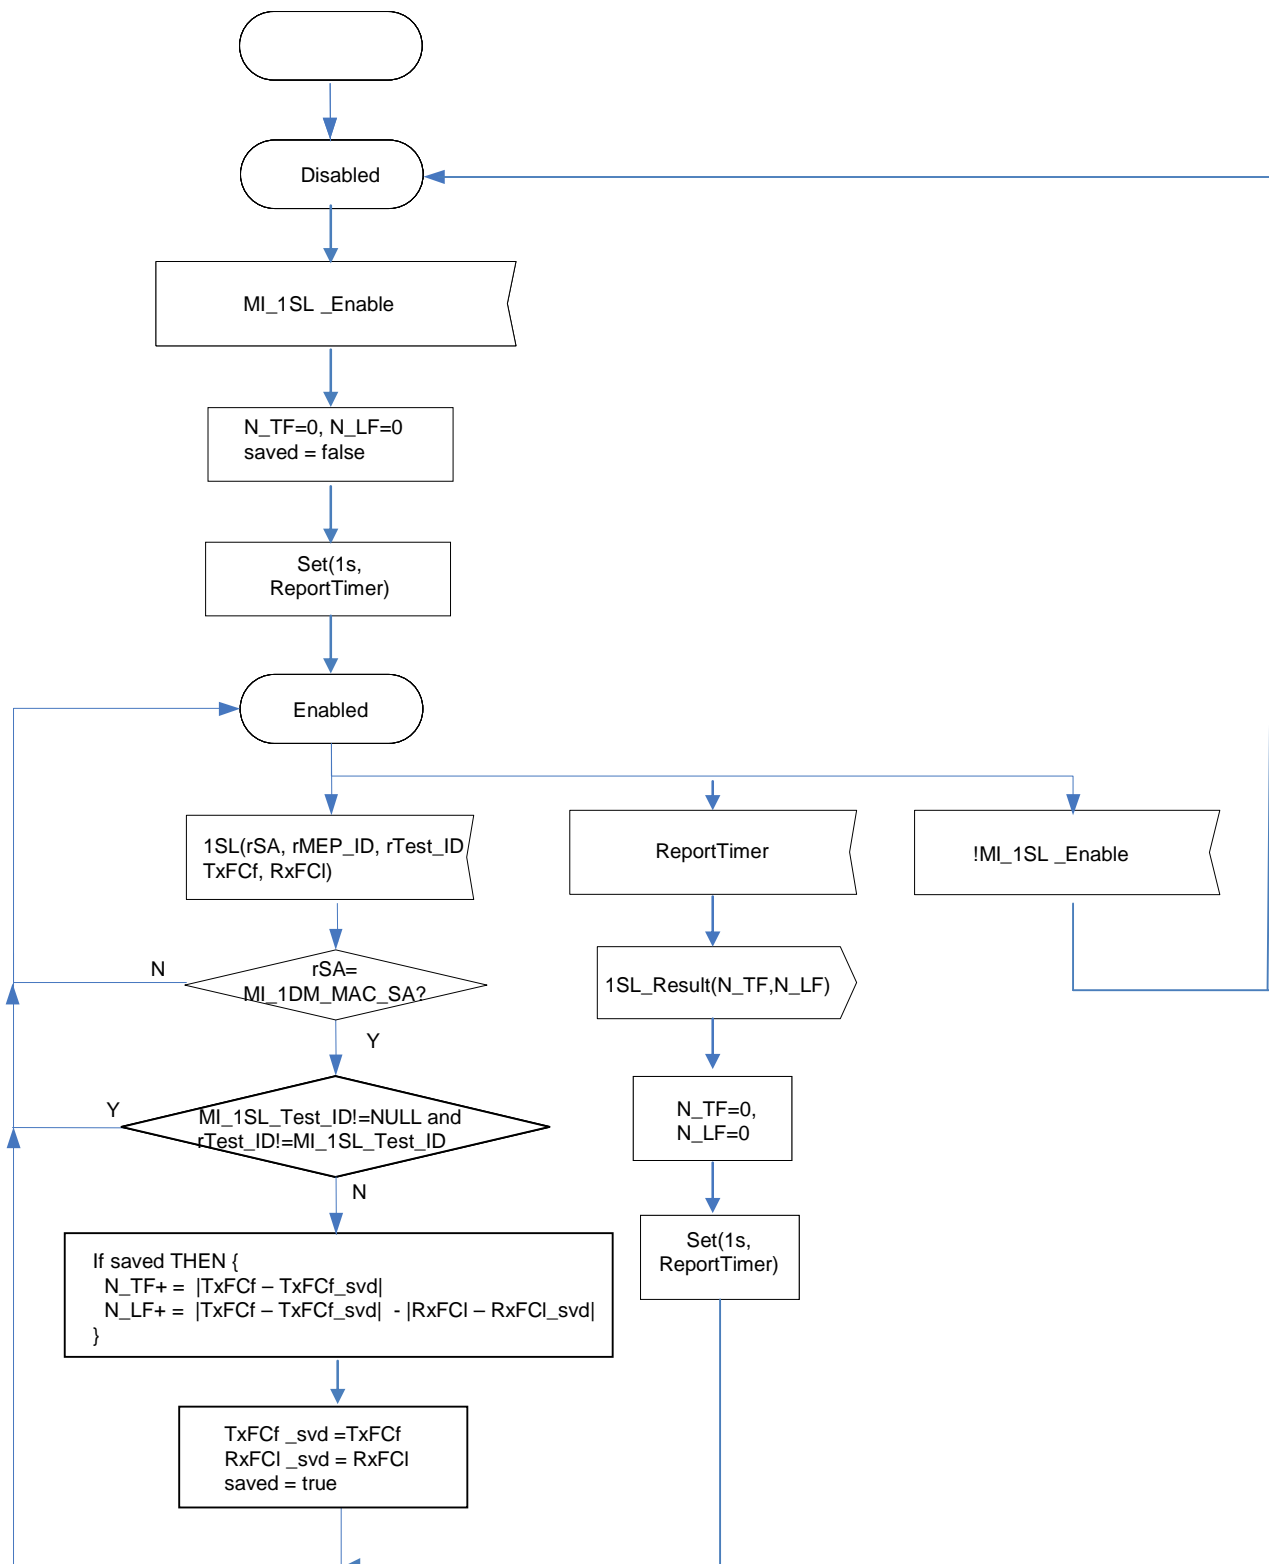 Disabled
MI_1SL _Enable
N_TF=0, N_LF=0
saved = false
Set(1s,
ReportTimer)
Enabled
1SL(rSA, rMEP_ID, rTest_ID
TxFCf, RxFCl)
ReportTimer
!MI_1SL _Enable
N
rSA=
MI_1DM_MAC_SA?
Y
1SL_Result(N_TF,N_LF)
Y
MI_1SL_Test_ID!=NULL and
rTest_ID!=MI_1SL_Test_ID
N
N_TF=0,
N_LF=0
Set(1s,
ReportTimer)
If saved THEN {
N_TF+ = |TxFCf – TxFCf_svd|
N_LF+ = |TxFCf – TxFCf_svd| - |RxFCl – RxFCl_svd|
}
TxFCf _svd =TxFCf
RxFCl _svd = RxFCl
saved = true